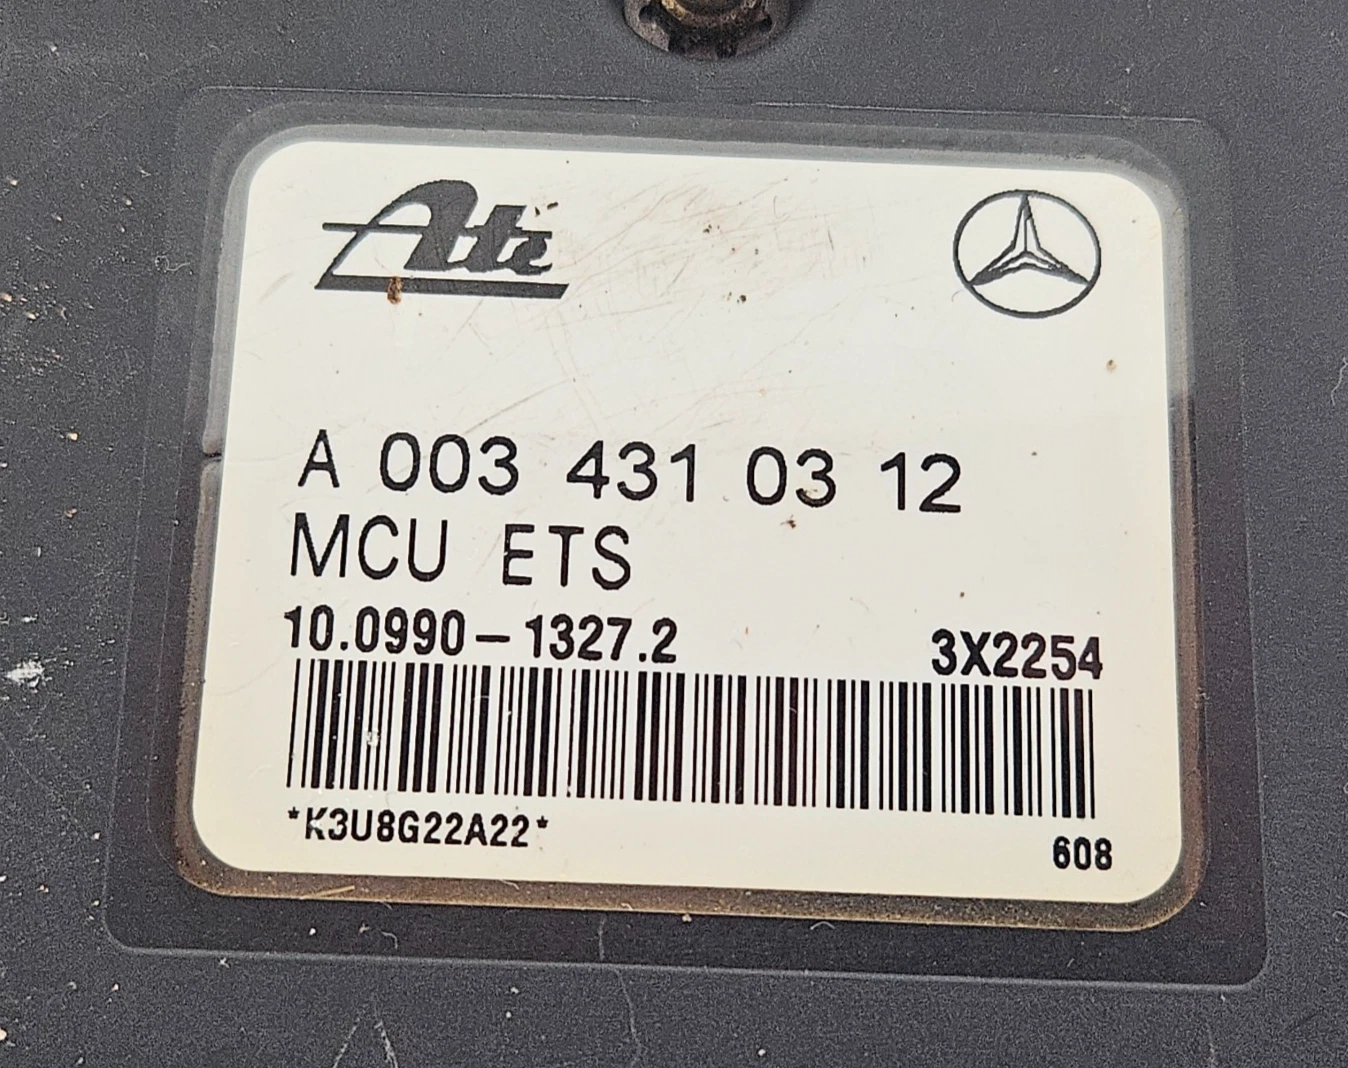 Ate
A 003 431 03 12
MCU ETS
10.0990-1327.2 3X2254
*K3U8G22A22*
608